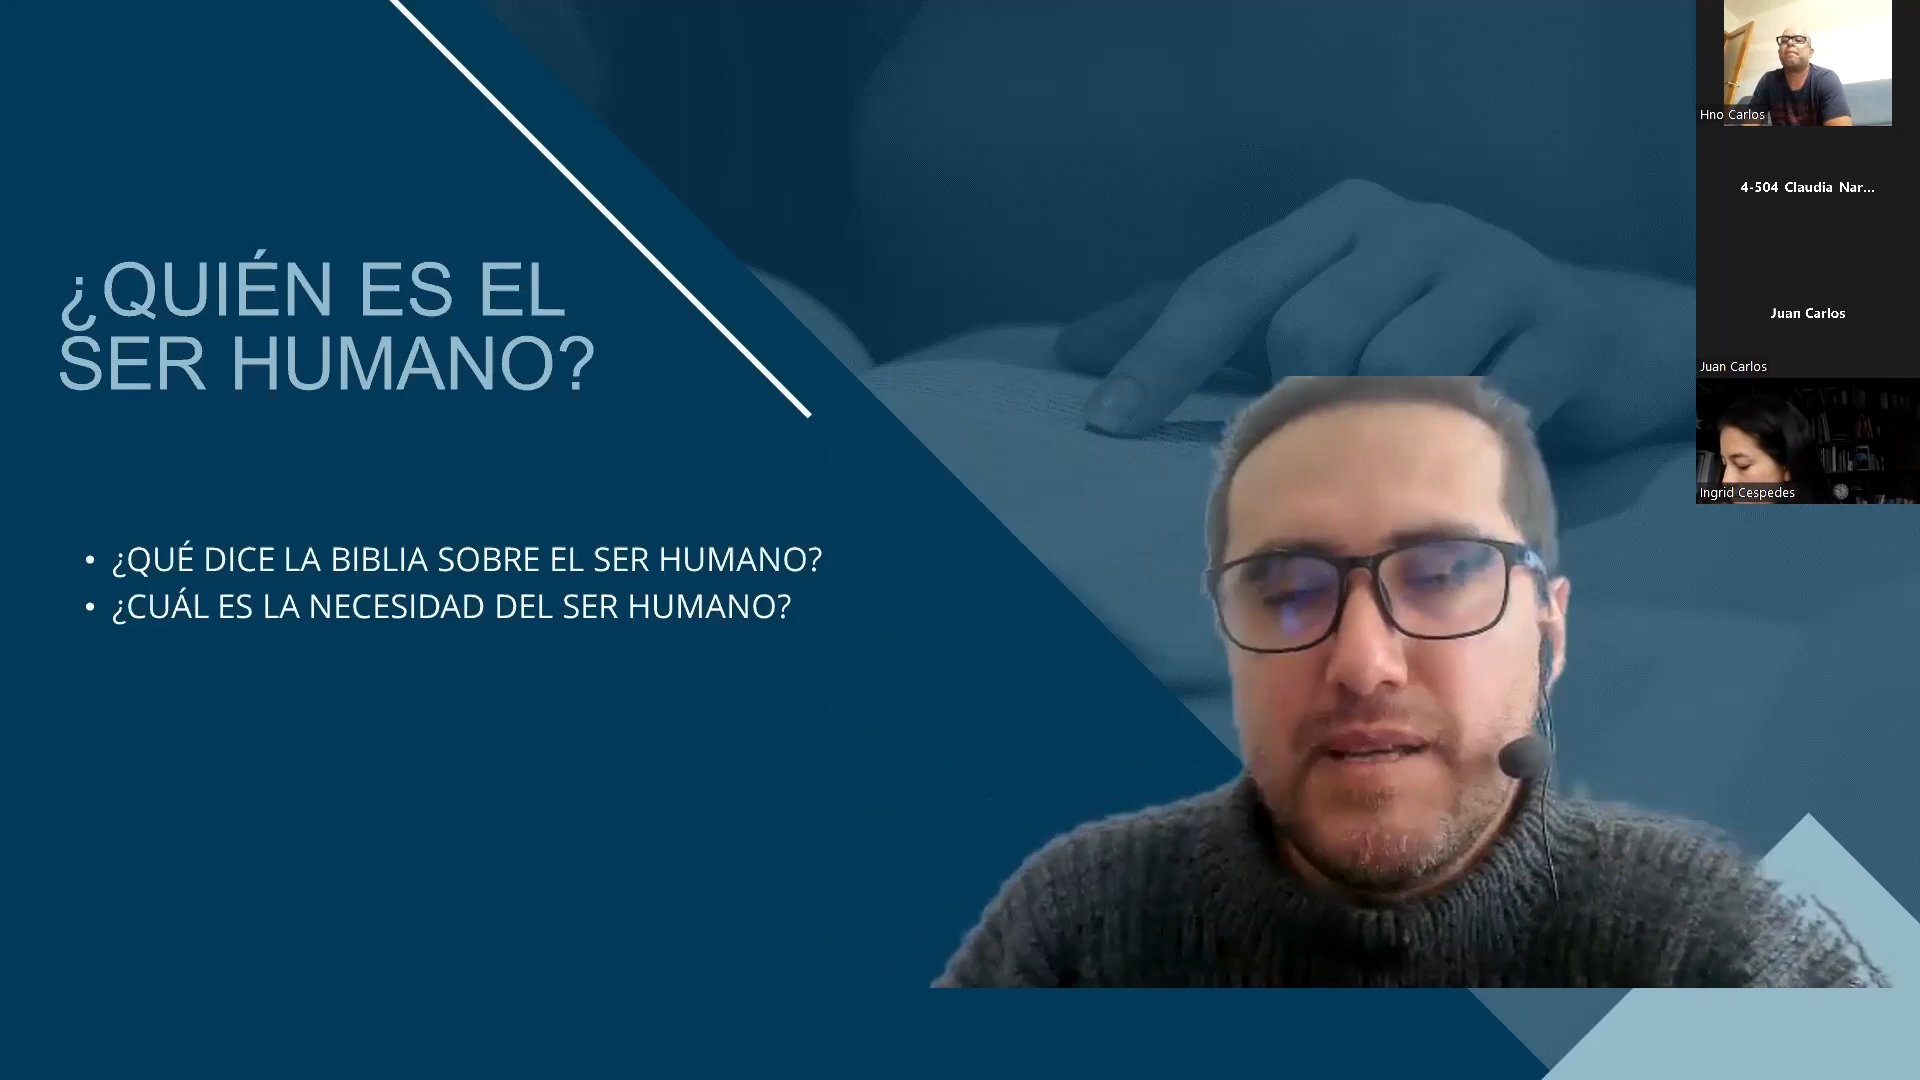 ¿QUIÉN ES EL
SER HUMANO?
• ¿QUÉ DICE LA BIBLIA SOBRE EL SER HUMANO?
• ¿CUÁL ES LA NECESIDAD DEL SER HUMANO?
Hno Carlos
4-504 Claudia Nar...
Juan Carlos
Juan Carlos
Ingrid Cespedes